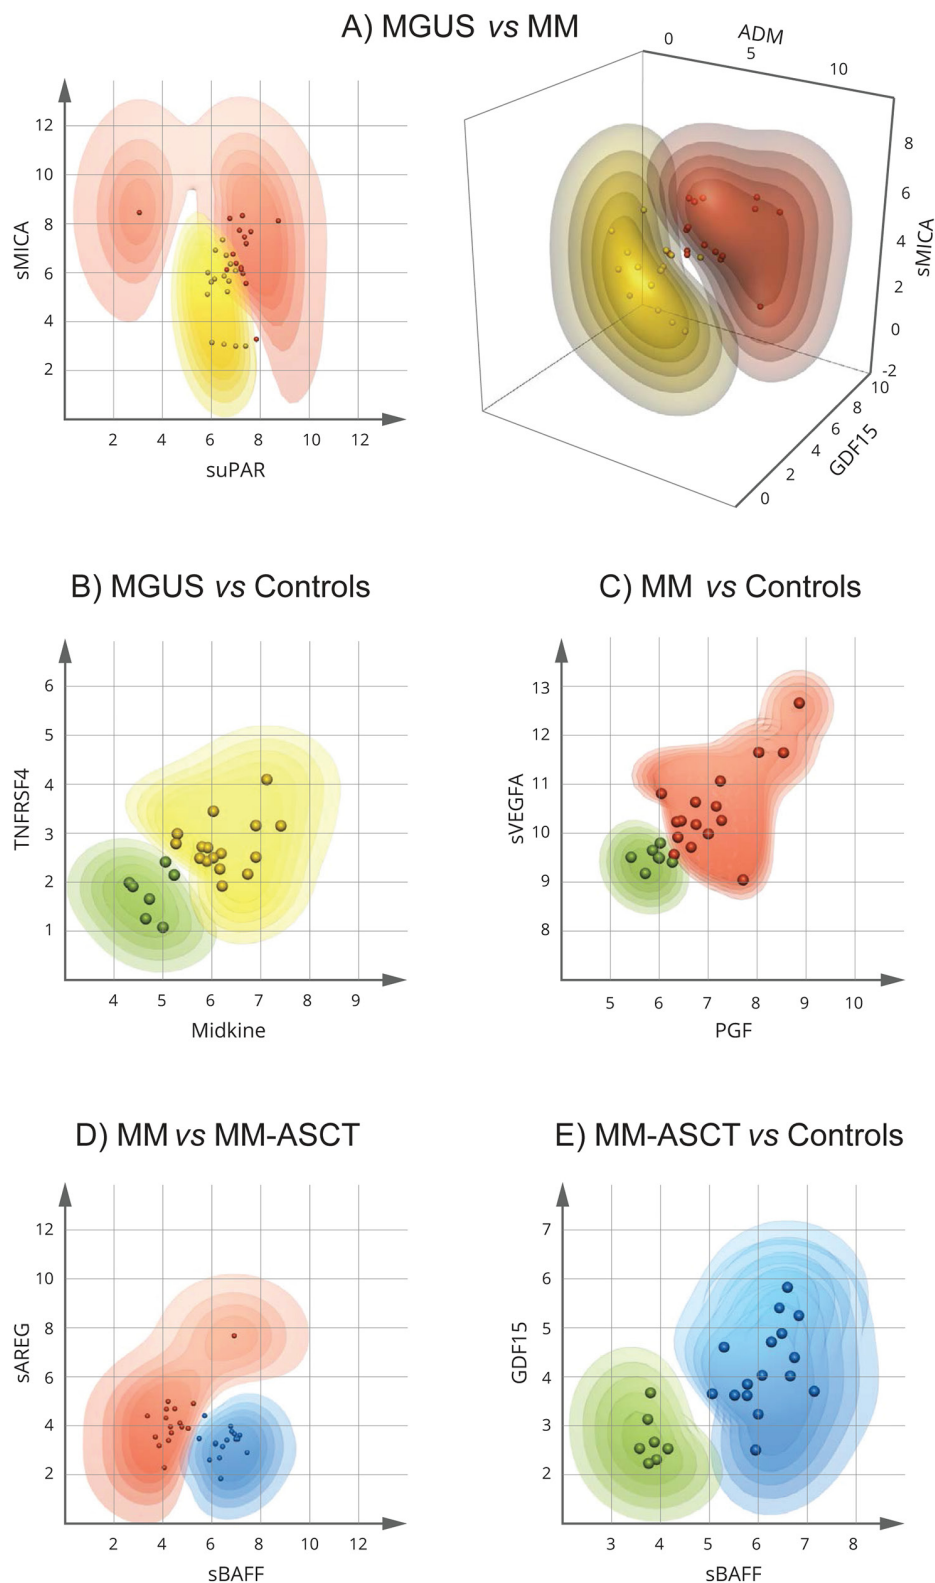 A) MGUS vs MM
0
ADM
5
10
12
10
8
6
4
2
sMICA
2 4 6 8 10 12
suPAR
8
6
4
2
0
-2
sMICA
10
8
6
4
2
0
GDF15
B) MGUS vs Controls
6
5
4
3
2
1
TNFRSF4
4 5 6 7 8 9
Midkine
C) MM vs Controls
13
12
11
10
9
8
sVEGFA
5 6 7 8 9 10
PGF
D) MM vs MM-ASCT
12
10
8
6
4
2
sAREG
2 4 6 8 10 12
sBAFF
E) MM-ASCT vs Controls
7
6
5
4
3
2
GDF15
3 4 5 6 7 8
sBAFF